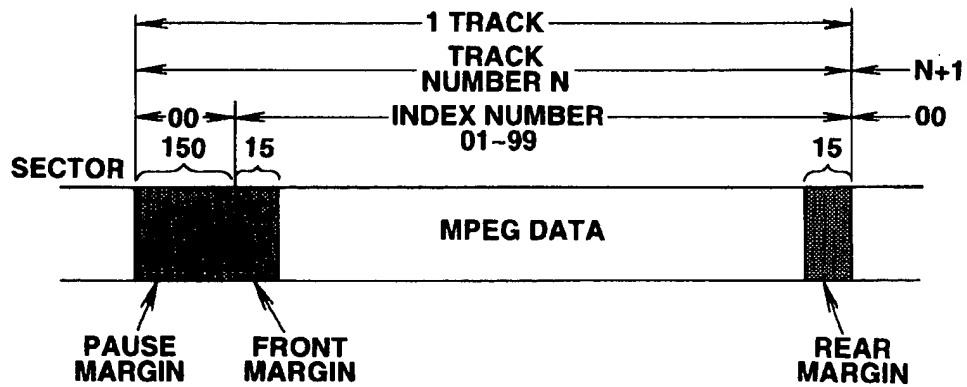 1 TRACK
TRACK
NUMBER N
N+1
00
INDEX NUMBER
01~99
00
150
15
15
SECTOR
MPEG DATA
PAUSE
MARGIN
FRONT
MARGIN
REAR
MARGIN